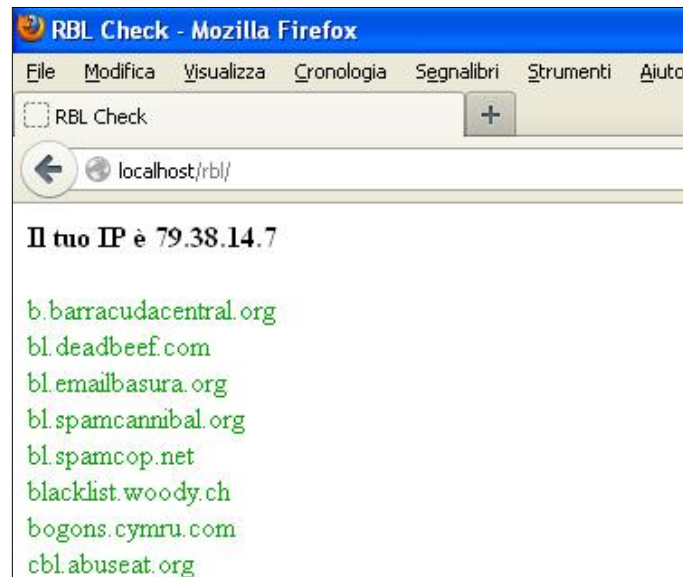 RBL Check - Mozilla Firefox
File Modifica Visualizza Cronologia Segnalibri Strumenti Aiuto
RBL Check +
localhost/rbl/
Il tuo IP è 79.38.14.7
b.barracudacentral.org
bl.deadbeef.com
bl.emailbasura.org
bl.spamcannibal.org
bl.spamcop.net
blacklist.woody.ch
bogons.cymru.com
cbl.abuseat.org